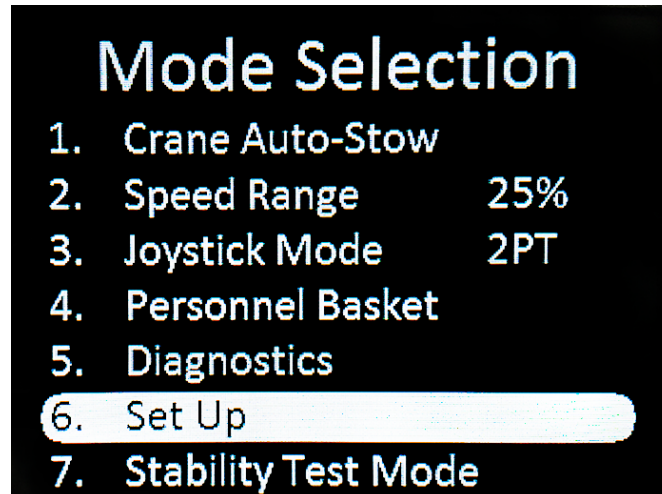 Mode Selection
1. Crane Auto-Stow
2. Speed Range 25%
3. Joystick Mode 2PT
4. Personnel Basket
5. Diagnostics
6. Set Up
7. Stability Test Mode